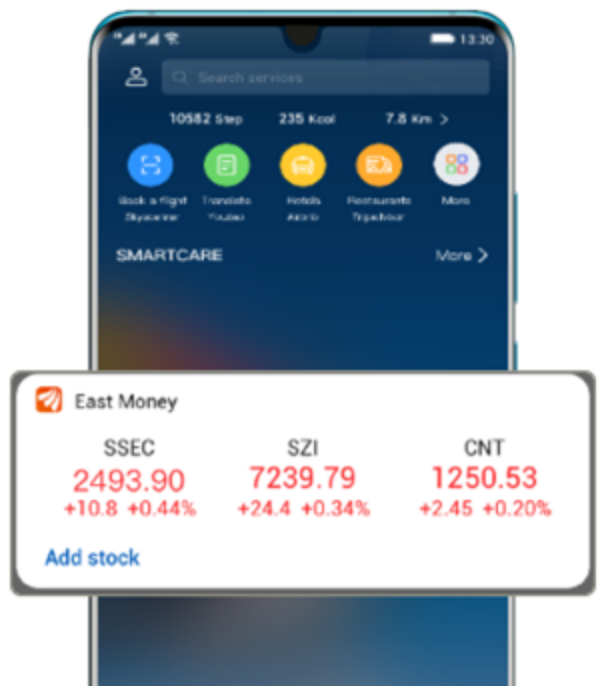 13:30
Search services
10582 Step 235 Kcal 7.8 Km >
Book a flight Translate Hotels Restaurants More
Skyscanner Youdao Airbnb Tripadvisor
SMARTCARE More >
East Money
SSEC SZI CNT
2493.90 7239.79 1250.53
+10.8 +0.44% +24.4 +0.34% +2.45 +0.20%
Add stock